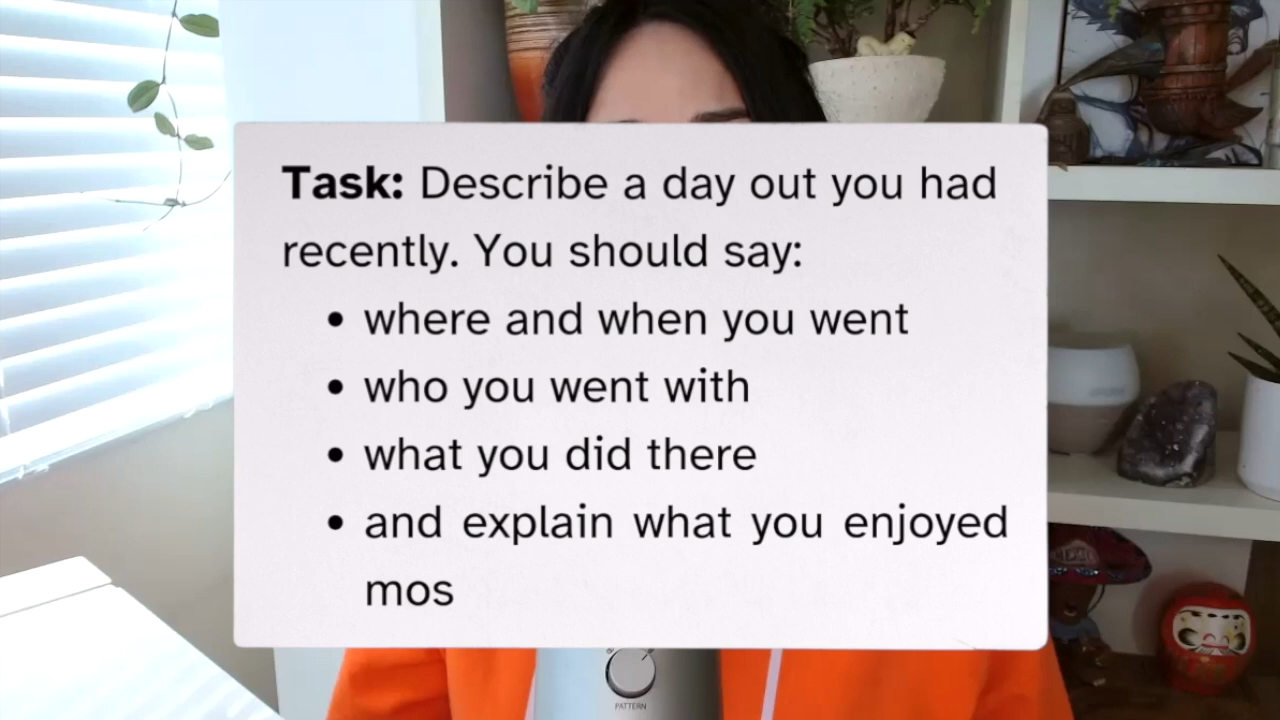 Task: Describe a day out you had
recently. You should say:
• where and when you went
• who you went with
• what you did there
• and explain what you enjoyed
mos
PATTERN